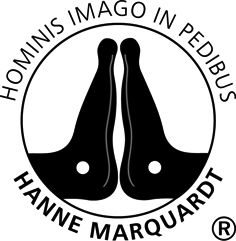 HOMINIS IMAGO IN PEDIBUS
HANNE MARQUARDT
®